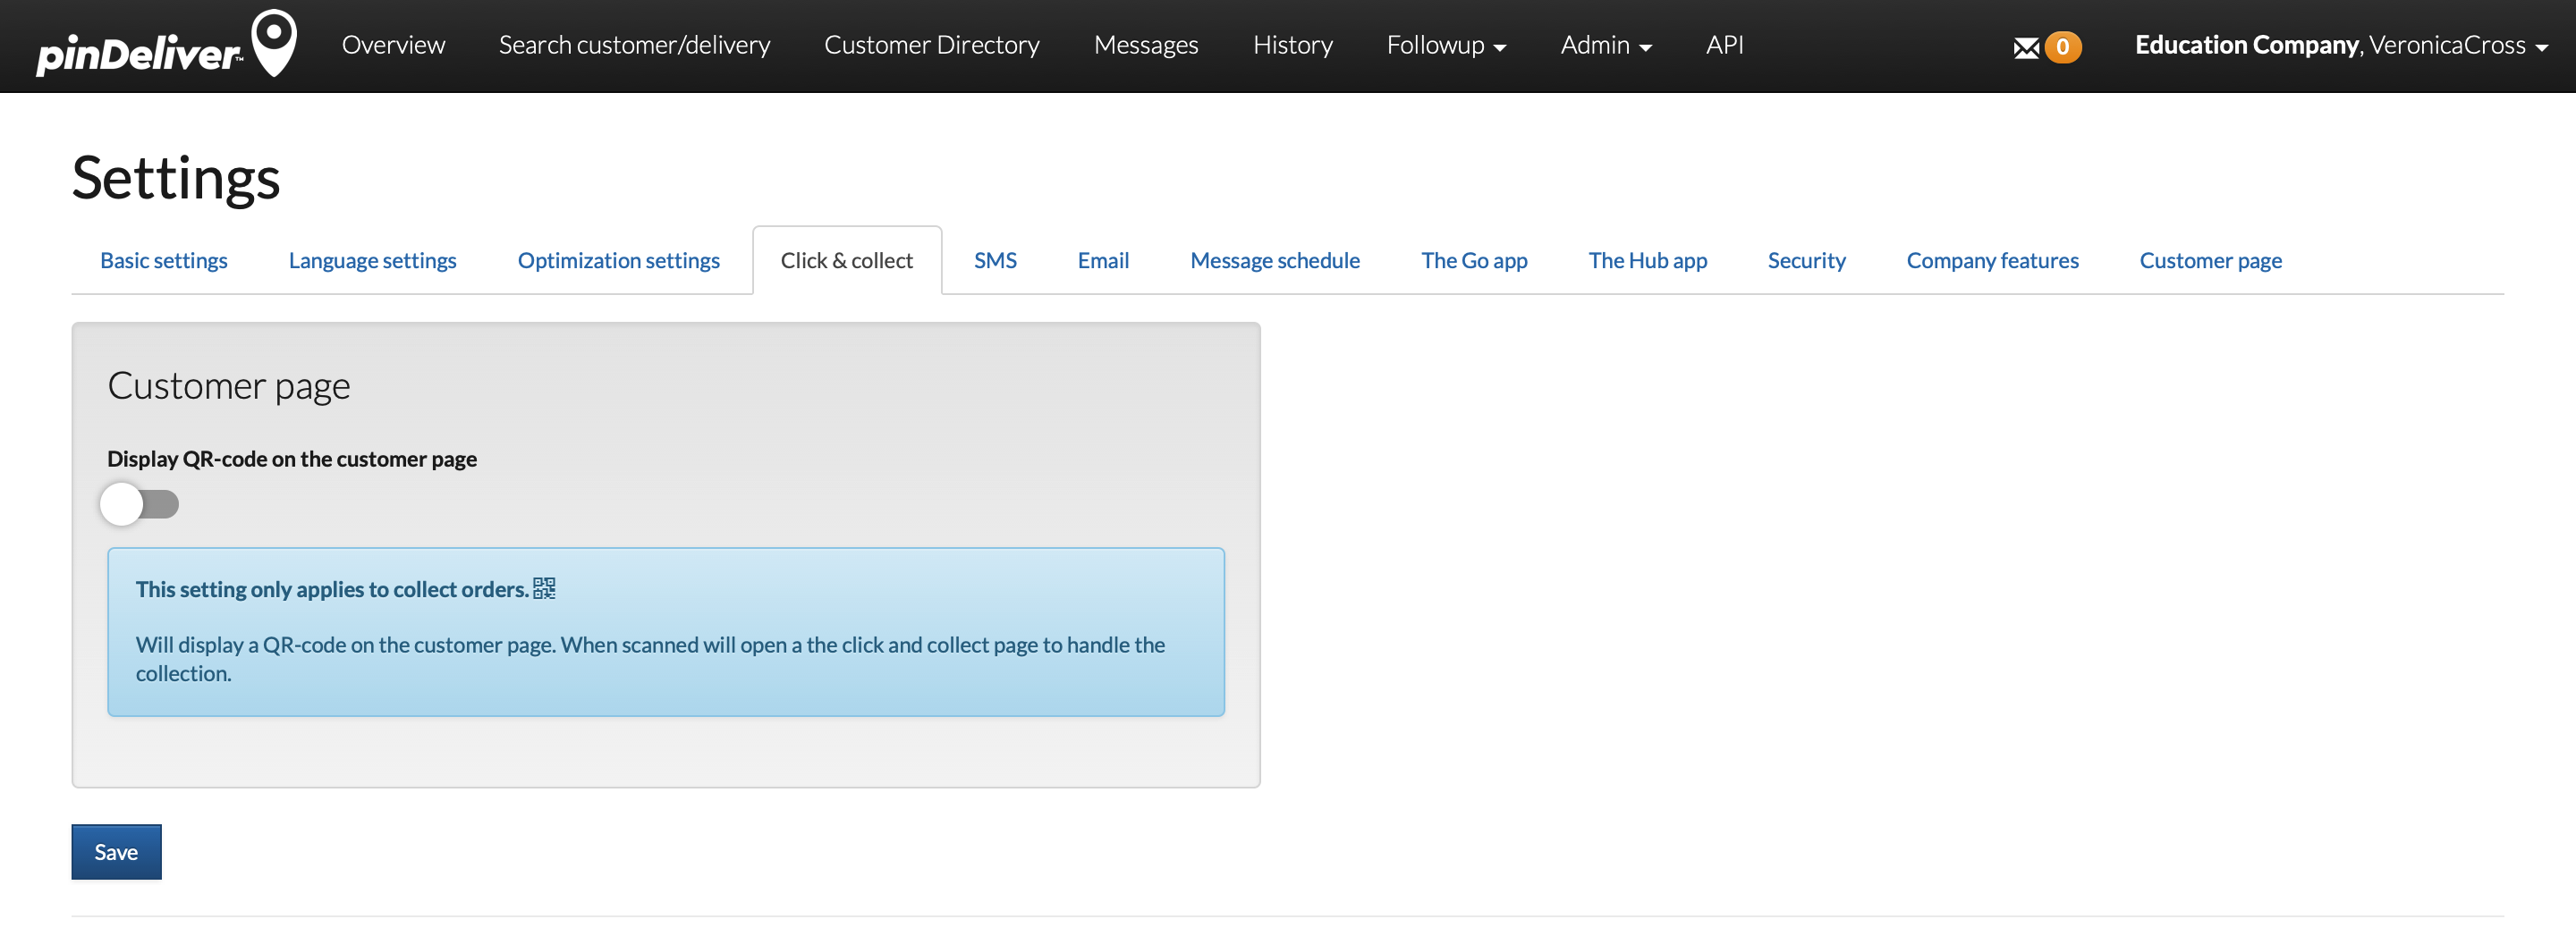 pinDeliver™
Overview
Search customer/delivery
Customer Directory
Messages
History
Followup
Admin
API
0
Education Company, VeronicaCross
Settings
Basic settings
Language settings
Optimization settings
Click & collect
SMS
Email
Message schedule
The Go app
The Hub app
Security
Company features
Customer page
Customer page
Display QR-code on the customer page
This setting only applies to collect orders.
Will display a QR-code on the customer page. When scanned will open a the click and collect page to handle the
collection.
Save